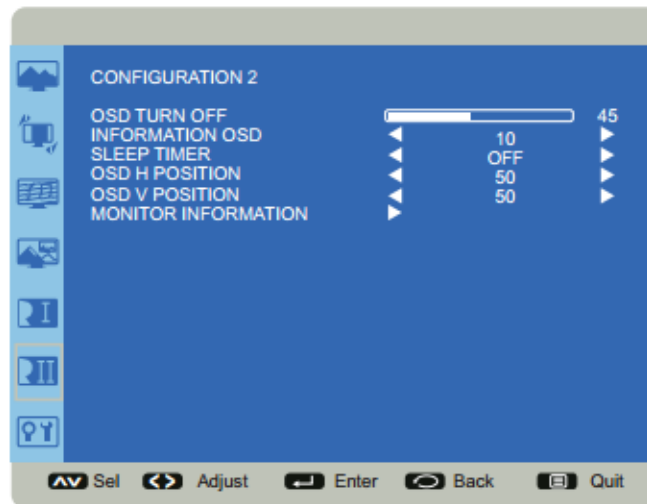 CONFIGURATION 2
OSD TURN OFF 45
INFORMATION OSD 10
SLEEP TIMER OFF
OSD H POSITION 50
OSD V POSITION 50
MONITOR INFORMATION
I
II
Sel Adjust Enter Back Quit